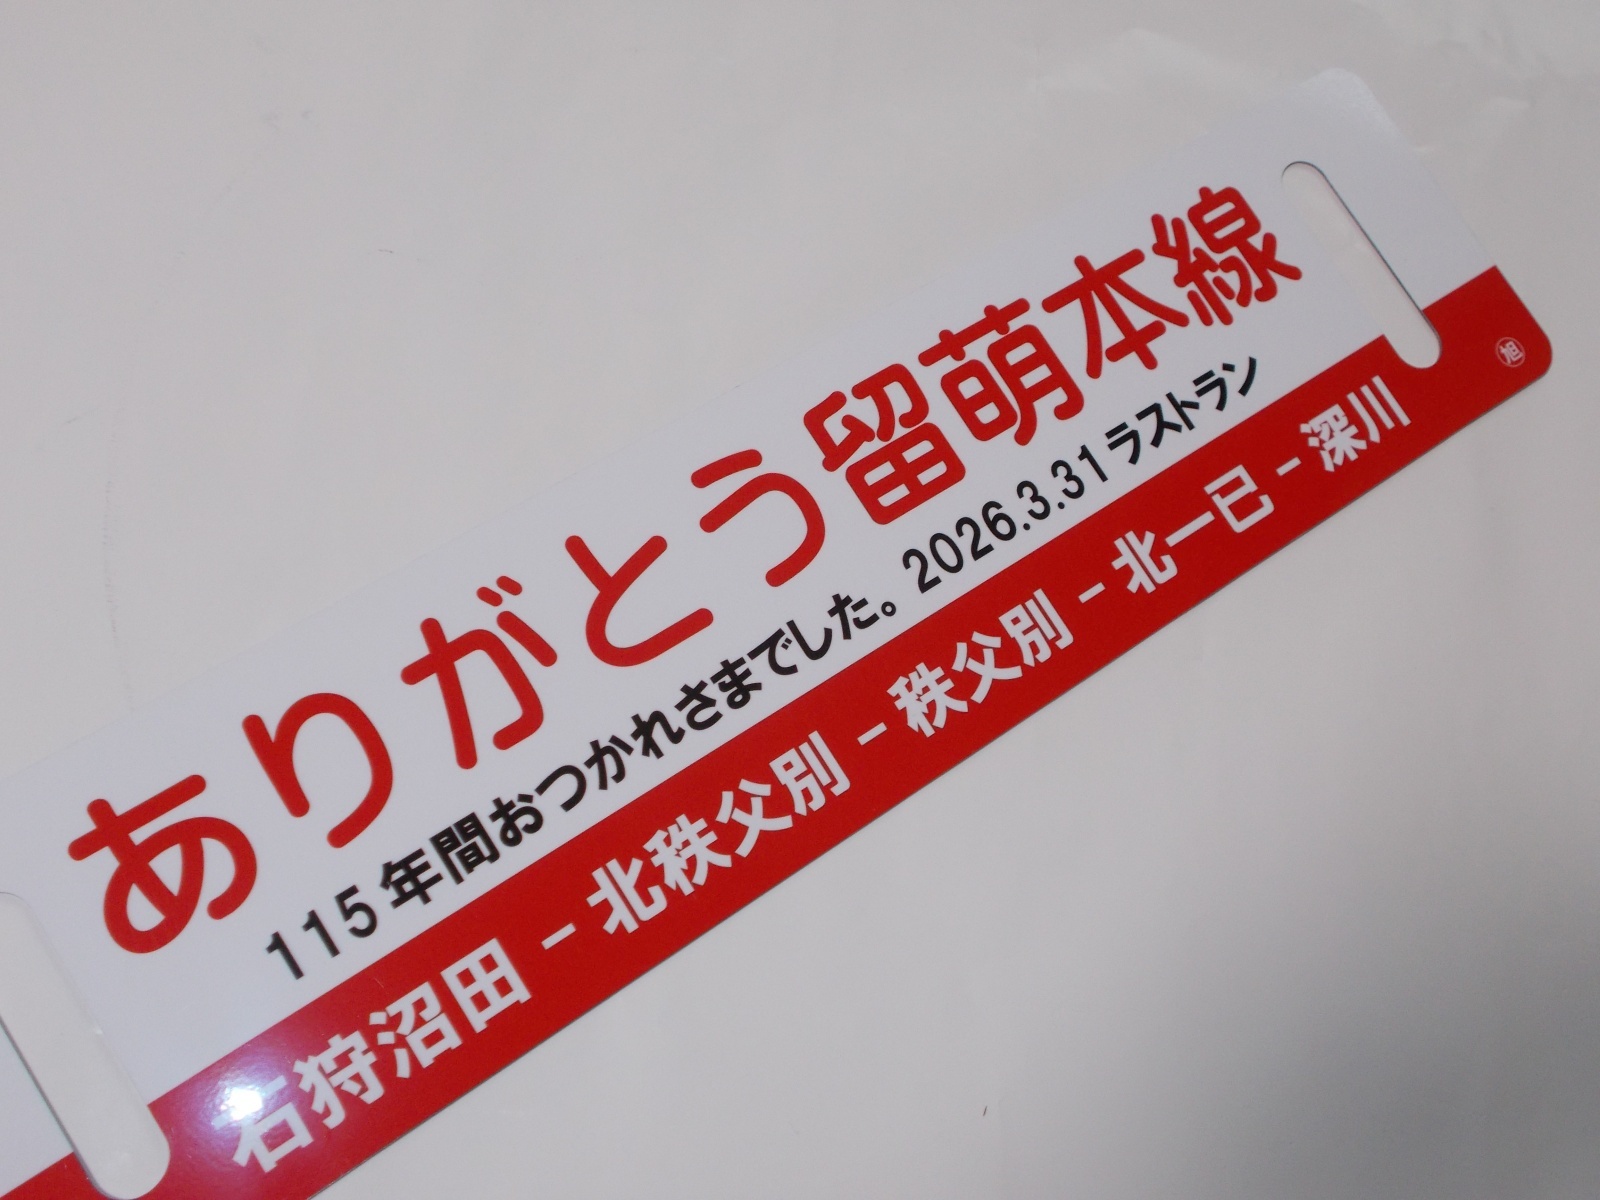 ありがとう留萌本線
115年間おつかれさまでした。2026.3.31ラストラン
石狩沼田 - 北秩父別 - 秩父別 - 北一已 - 深川
旭